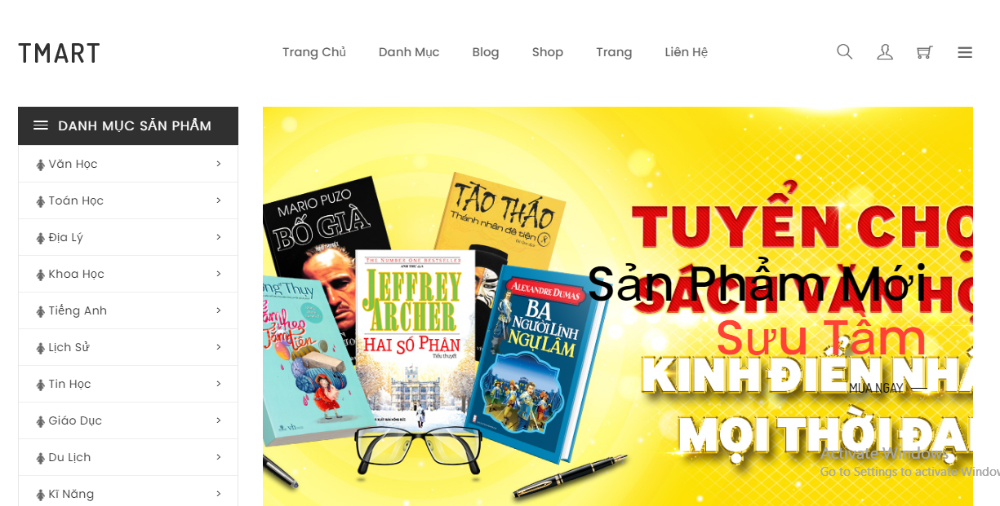 TMART
Trang Chủ
Danh Mục
Blog
Shop
Trang
Liên Hệ
DANH MỤC SẢN PHẨM
Văn Học
Toán Học
Địa Lý
Khoa Học
Tiếng Anh
Lịch Sử
Tin Học
Giáo Dục
Du Lịch
Kĩ Năng
MARIO PUZO
BỐ GIÀ
TÀO THÁO
Thánh nhân đê tiện
8
THE NUMBER ONE BESTSELLER
JEFFREY
ARCHER
HAI SỐ PHẬN
Tiểu thuyết
ALEXANDRE DUMAS
BA
NGƯỜI LÍNH
NGỰ LÂM
TUYỂN CHỌ
SÁCH VĂN HỌ
KINH ĐIỂN NHẤ
MỌI THỜI ĐẠ
Sản Phẩm Mới
Sưu Tầm
MUA NGAY
Activate Windows
Go to Settings to activate Window